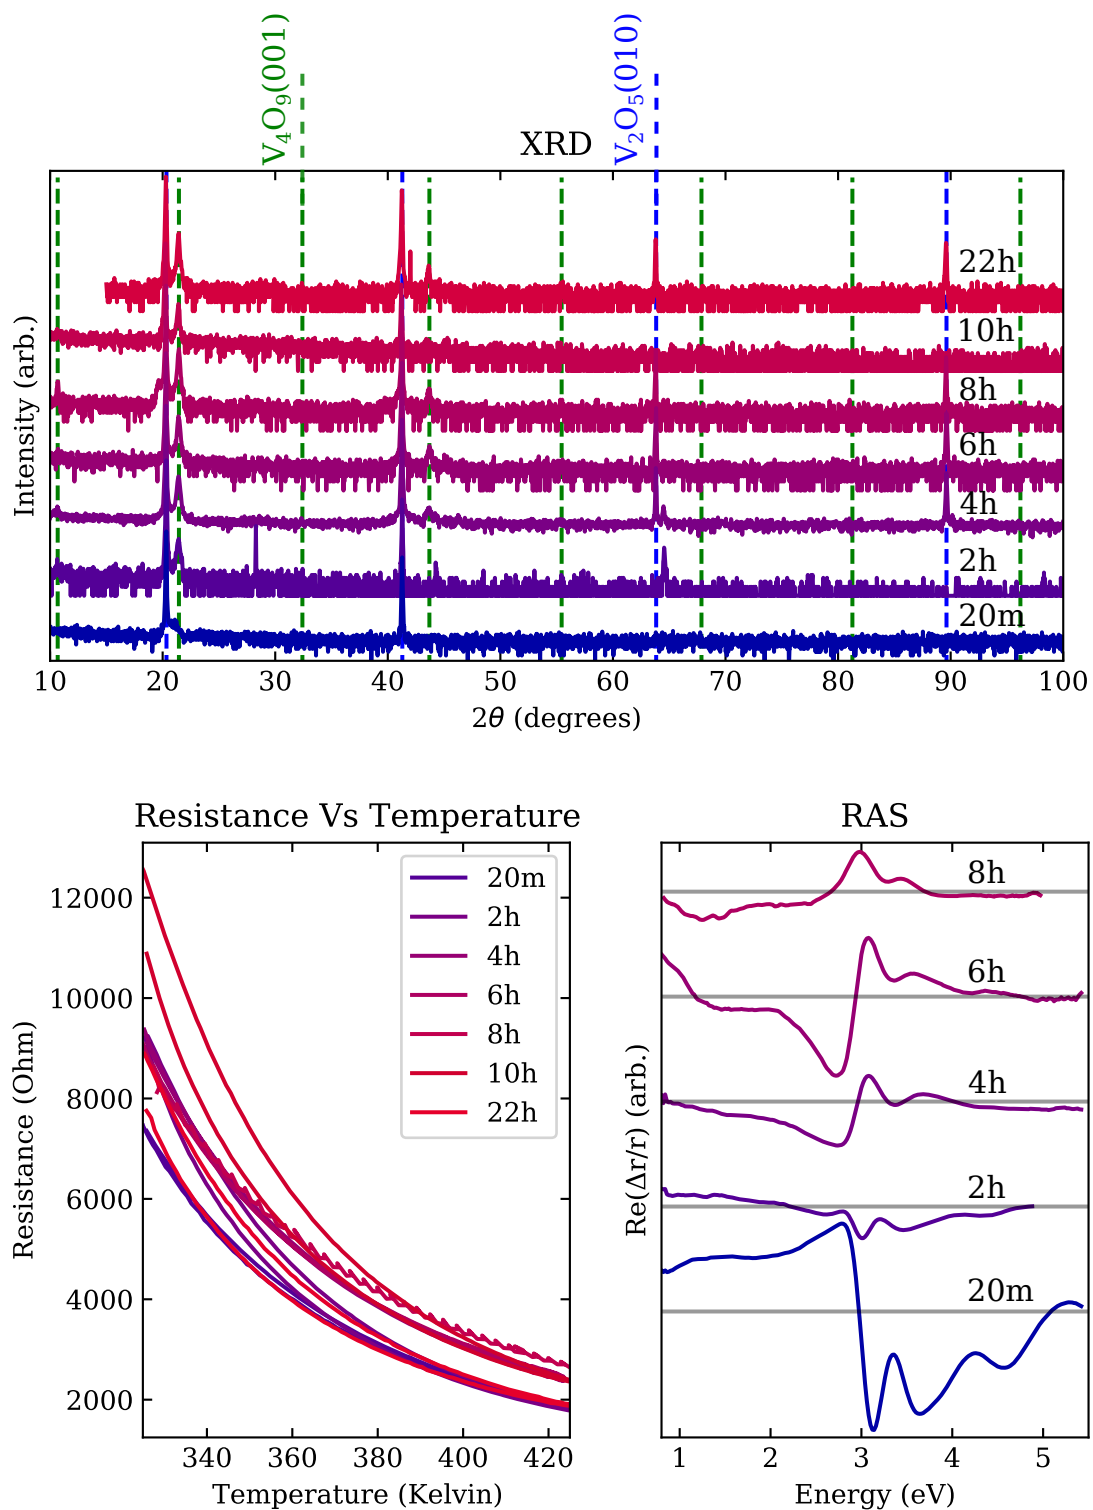 V₄O₉(001)
V₂O₅(010)
XRD
22h
10h
8h
6h
4h
2h
20m
Intensity (arb.)
10 20 30 40 50 60 70 80 90 100
2θ (degrees)
Resistance Vs Temperature
20m
2h
4h
6h
8h
10h
22h
12000
10000
8000
6000
4000
2000
Resistance (Ohm)
340 360 380 400 420
Temperature (Kelvin)
RAS
8h
6h
4h
2h
20m
Re(Δr/r) (arb.)
1 2 3 4 5
Energy (eV)